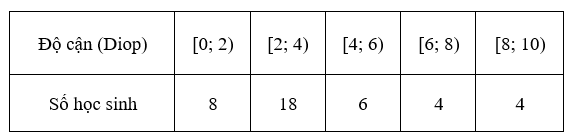 Độ cận (Diop) [0; 2) [2; 4) [4; 6) [6; 8) [8; 10)
Số học sinh 8 18 6 4 4